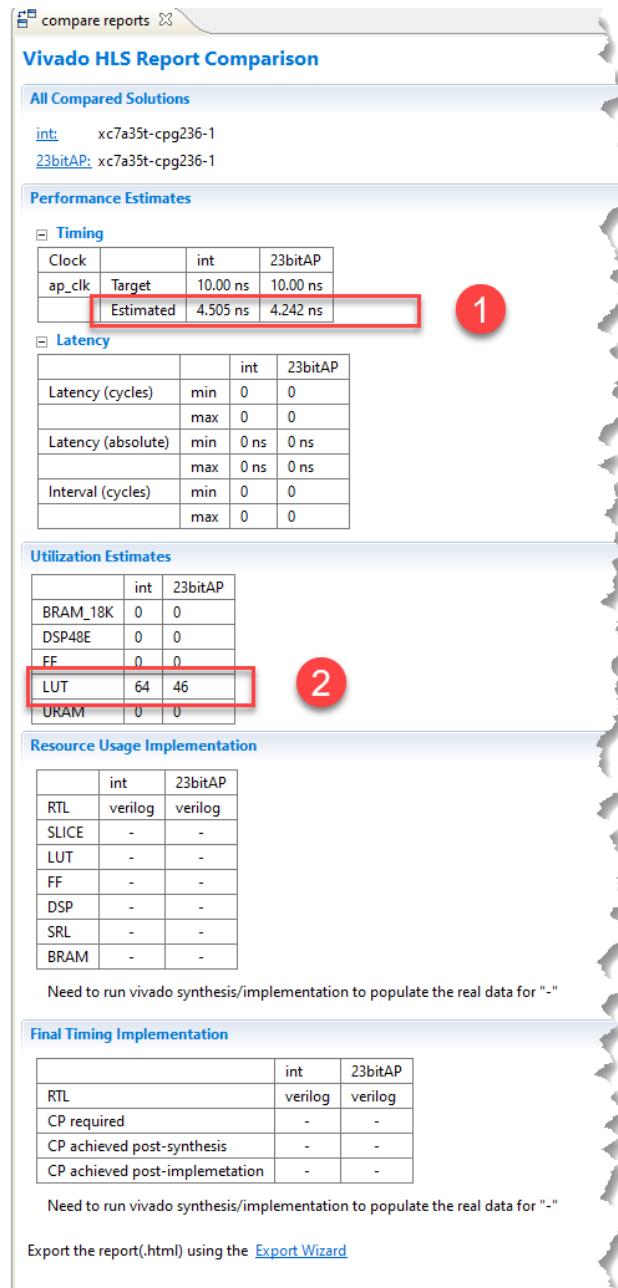 compare reports
Vivado HLS Report Comparison
All Compared Solutions
int: xc7a35t-cpg236-1
23bitAP: xc7a35t-cpg236-1
Performance Estimates
Timing
Clock int 23bitAP
ap_clk Target 10.00 ns 10.00 ns
Estimated 4.505 ns 4.242 ns
1
Latency
int 23bitAP
Latency (cycles) min 0 0
max 0 0
Latency (absolute) min 0 ns 0 ns
max 0 ns 0 ns
Interval (cycles) min 0 0
max 0 0
Utilization Estimates
int 23bitAP
BRAM_18K 0 0
DSP48E 0 0
FF 0 0
LUT 64 46
2
URAM 0 0
Resource Usage Implementation
int 23bitAP
RTL verilog verilog
SLICE - -
LUT - -
FF - -
DSP - -
SRL - -
BRAM - -
Need to run vivado synthesis/implementation to populate the real data for "-"
Final Timing Implementation
int 23bitAP
RTL verilog verilog
CP required - -
CP achieved post-synthesis - -
CP achieved post-implemetation - -
Need to run vivado synthesis/implementation to populate the real data for "-"
Export the report(.html) using the Export Wizard